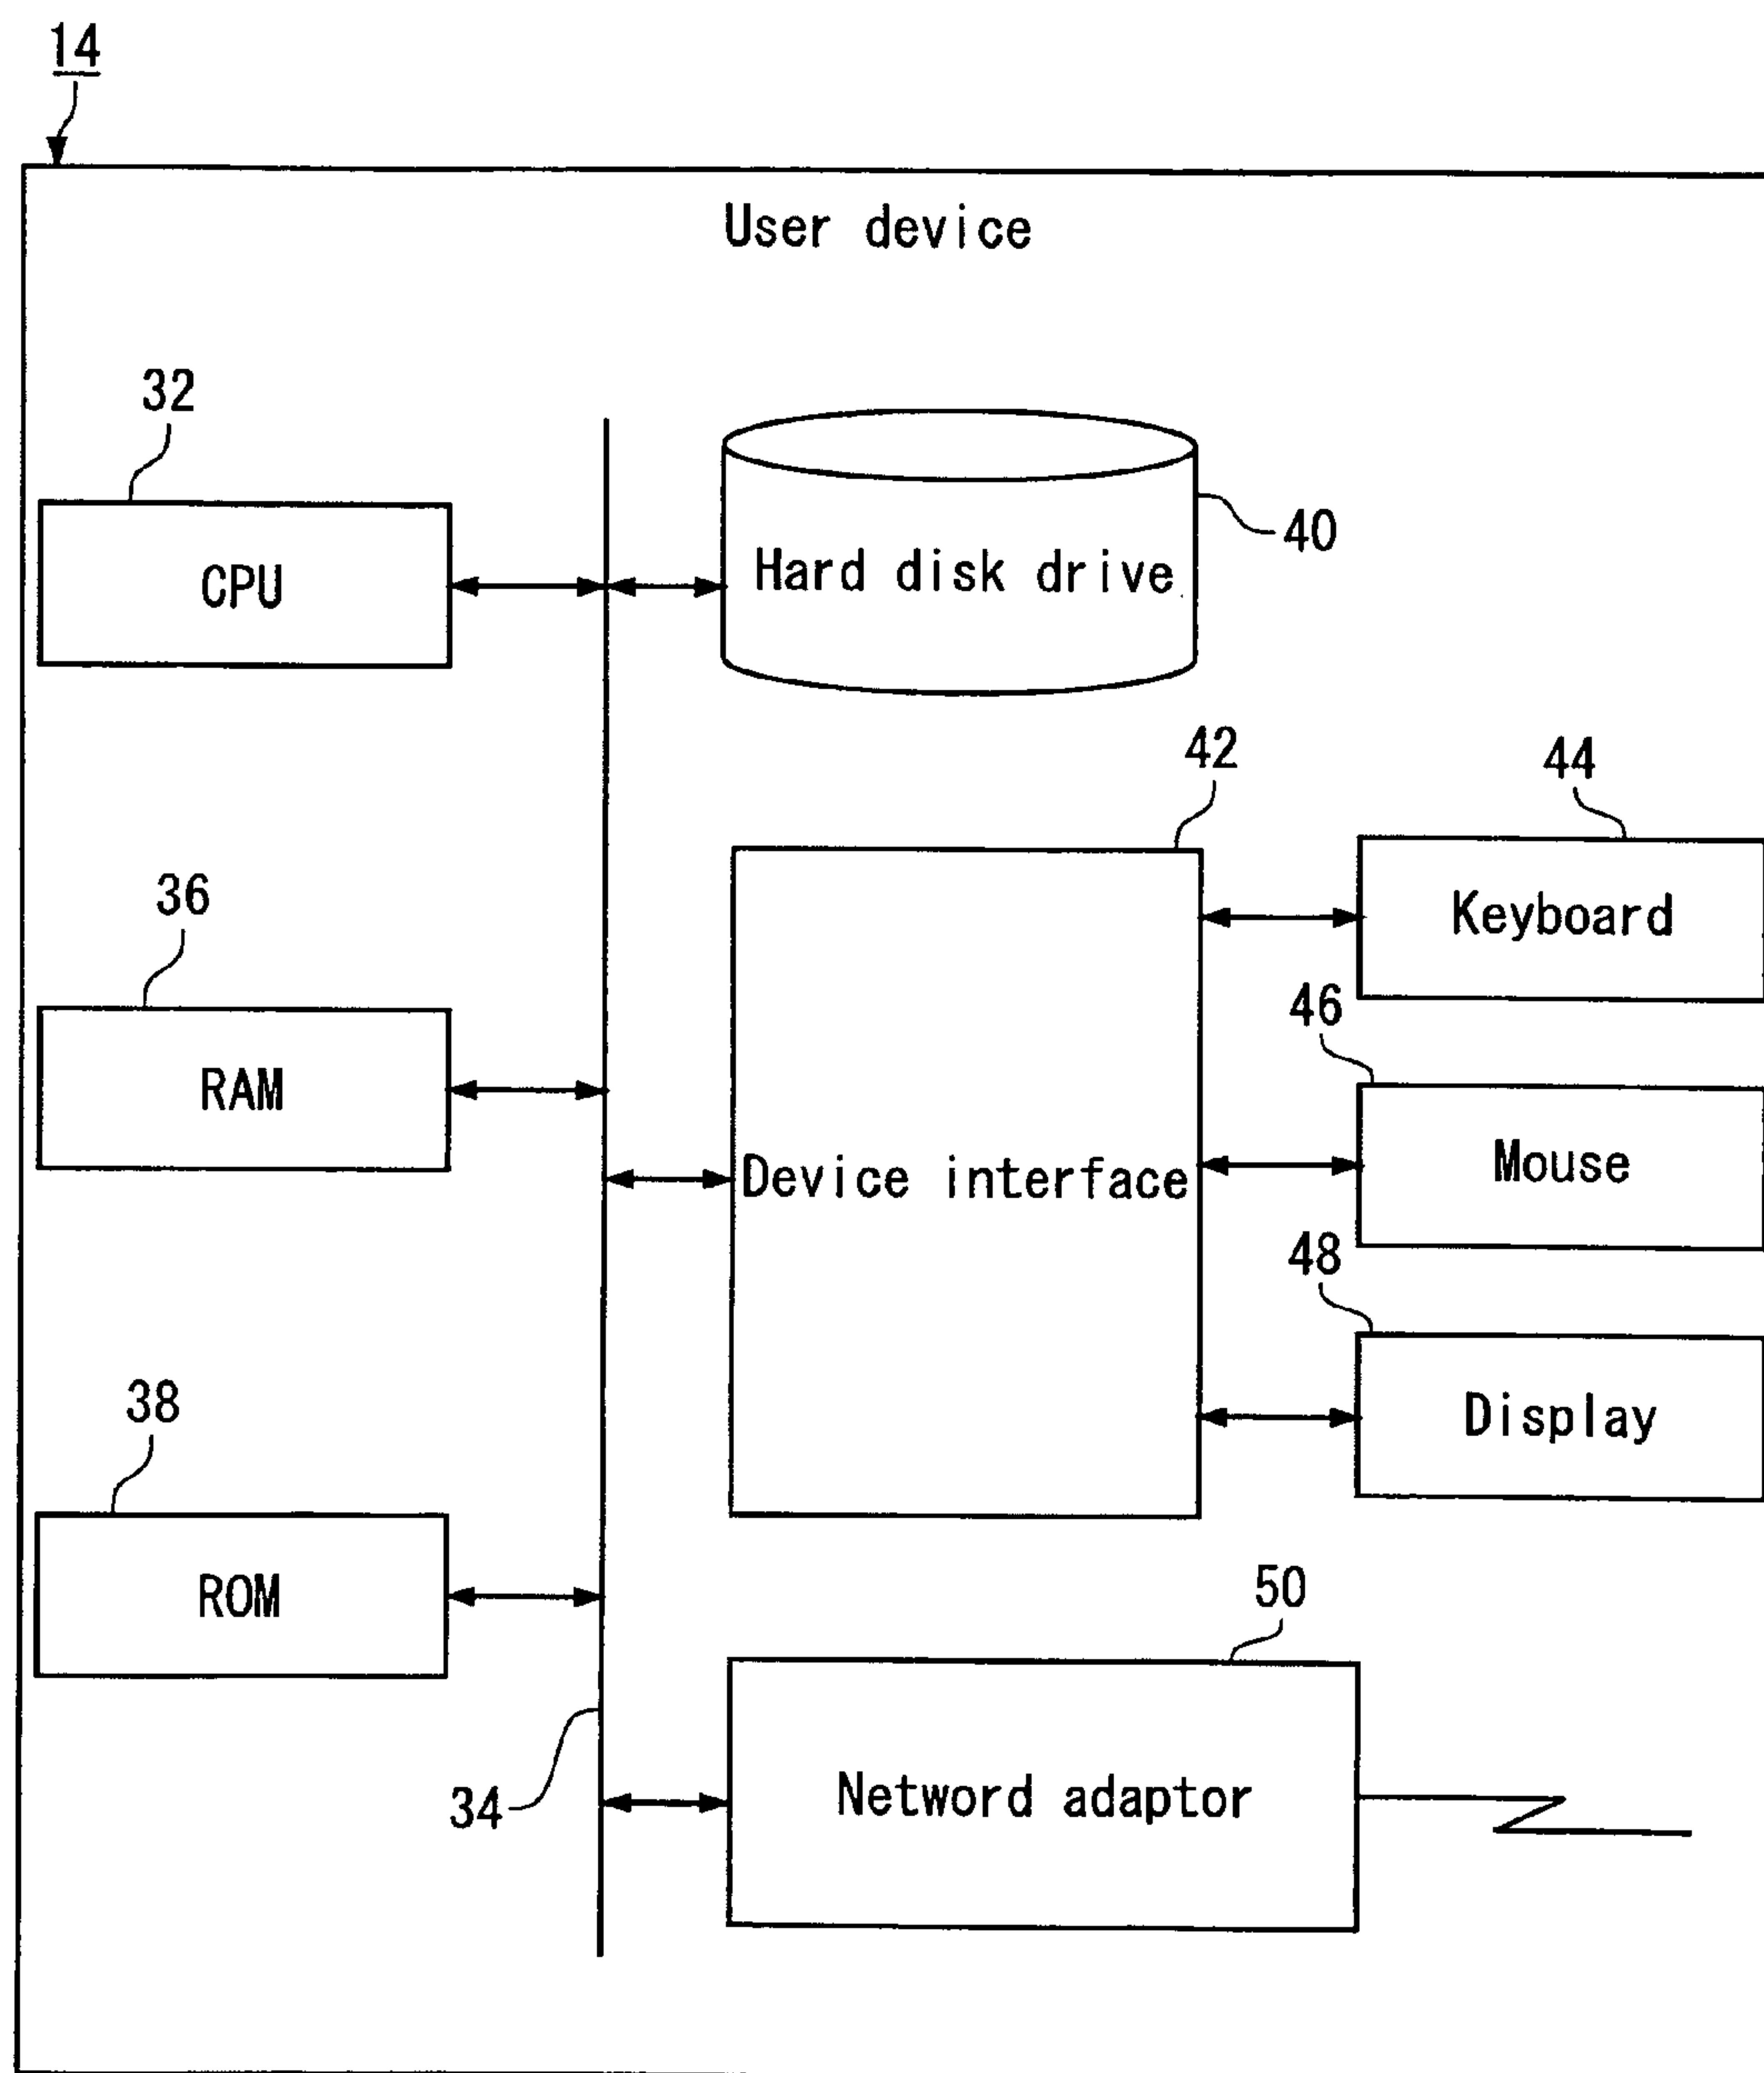 14
User device
32
CPU
40
Hard disk drive
42
44
Keyboard
36
RAM
46
Mouse
Device interface
48
Display
38
ROM
50
34
Netword adaptor